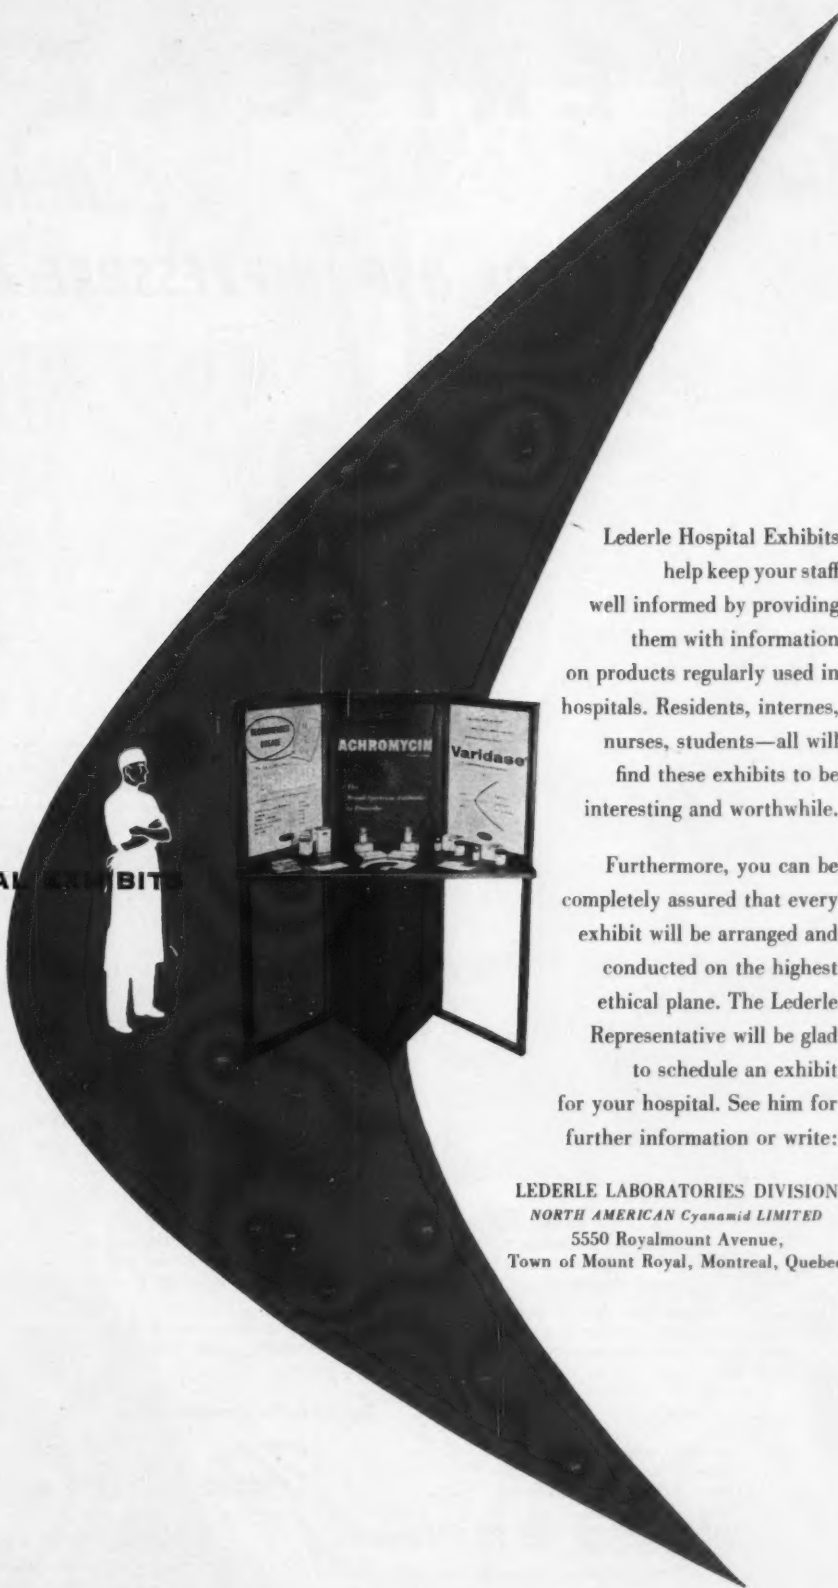 Lederle Hospital Exhibits
help keep your staff
well informed by providing
them with information
on products regularly used in
hospitals. Residents, internes,
nurses, students—all will
find these exhibits to be
interesting and worthwhile.
Furthermore, you can be
completely assured that every
exhibit will be arranged and
conducted on the highest
ethical plane. The Lederle
Representative will be glad
to schedule an exhibit
for your hospital. See him for
further information or write:
LEDERLE LABORATORIES DIVISION
NORTH AMERICAN Cyanamid LIMITED
5550 Royalmount Avenue,
Town of Mount Royal, Montreal, Quebec
AL EXHIBITS
ACHROMYCIN
Varidase